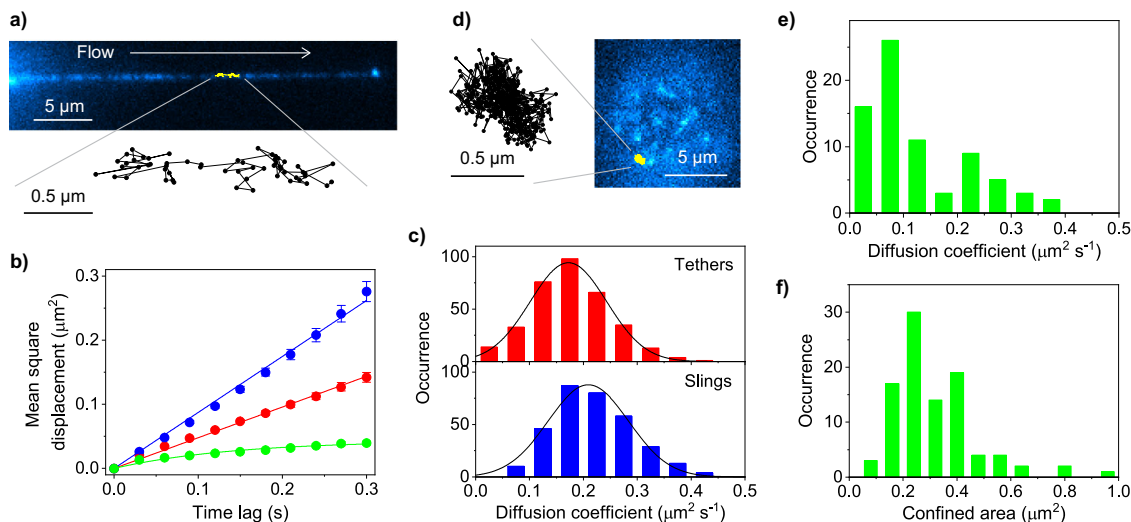 a)
Flow
5 μm
0.5 μm
b)
0.3
0.2
0.1
0.0
Mean square
displacement (μm²)
0.0 0.1 0.2 0.3
Time lag (s)
d)
0.5 μm
5 μm
c)
100
50
0
Tethers
100
50
0
Slings
Occurrence
0.0 0.1 0.2 0.3 0.4 0.5
Diffusion coefficient (μm² s⁻¹)
e)
20
10
0
Occurrence
0.0 0.1 0.2 0.3 0.4 0.5
Diffusion coefficient (μm² s⁻¹)
f)
30
20
10
0
Occurrence
0.0 0.2 0.4 0.6 0.8 1.0
Confined area (μm²)